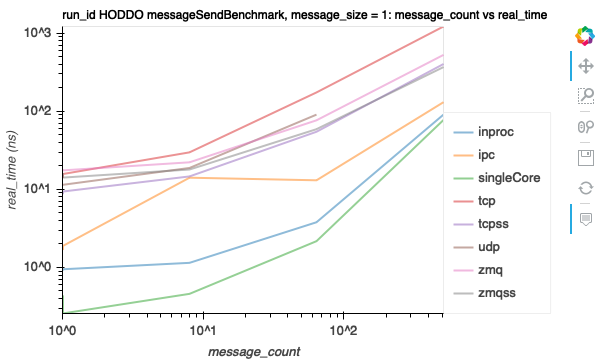 run_id HODDO messageSendBenchmark, message_size = 1: message_count vs real_time
real_time (ns)
10^3
10^2
10^1
10^0
10^0
10^1
10^2
message_count
inproc
ipc
singleCore
tcp
tcpss
udp
zmq
zmqss